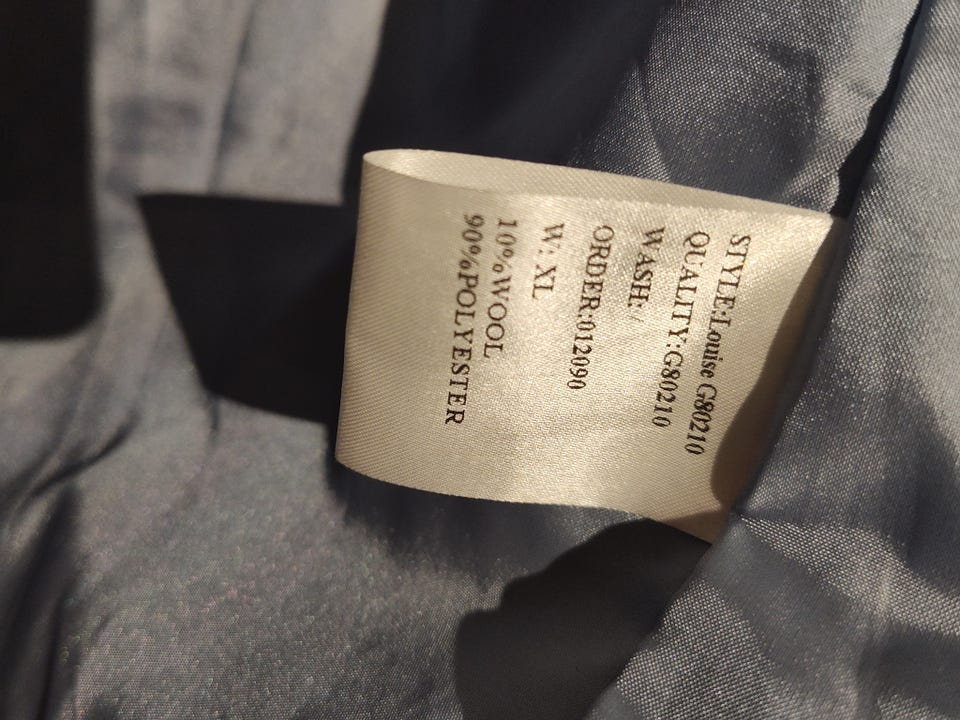 STYLE:Louise G80210
QUALITY:G80210
WASH:/
ORDER:012090
W: XL
10%WOOL
90%POLYESTER